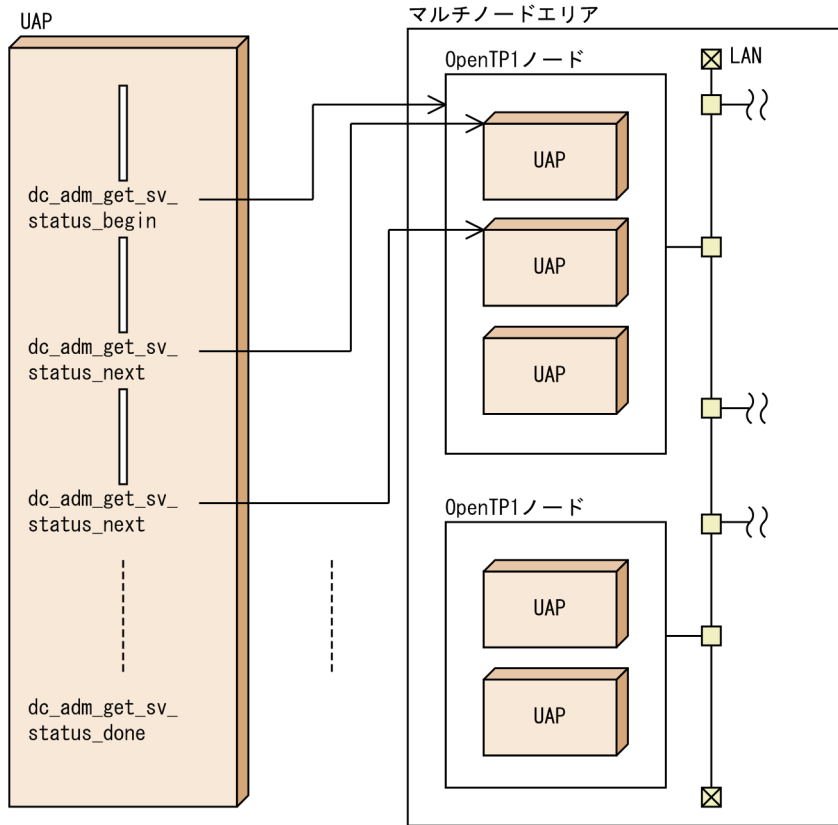 UAP
dc_adm_get_sv_
status_begin
dc_adm_get_sv_
status_next
dc_adm_get_sv_
status_next
dc_adm_get_sv_
status_done
マルチノードエリア
OpenTP1ノード
LAN
UAP
UAP
UAP
OpenTP1ノード
UAP
UAP